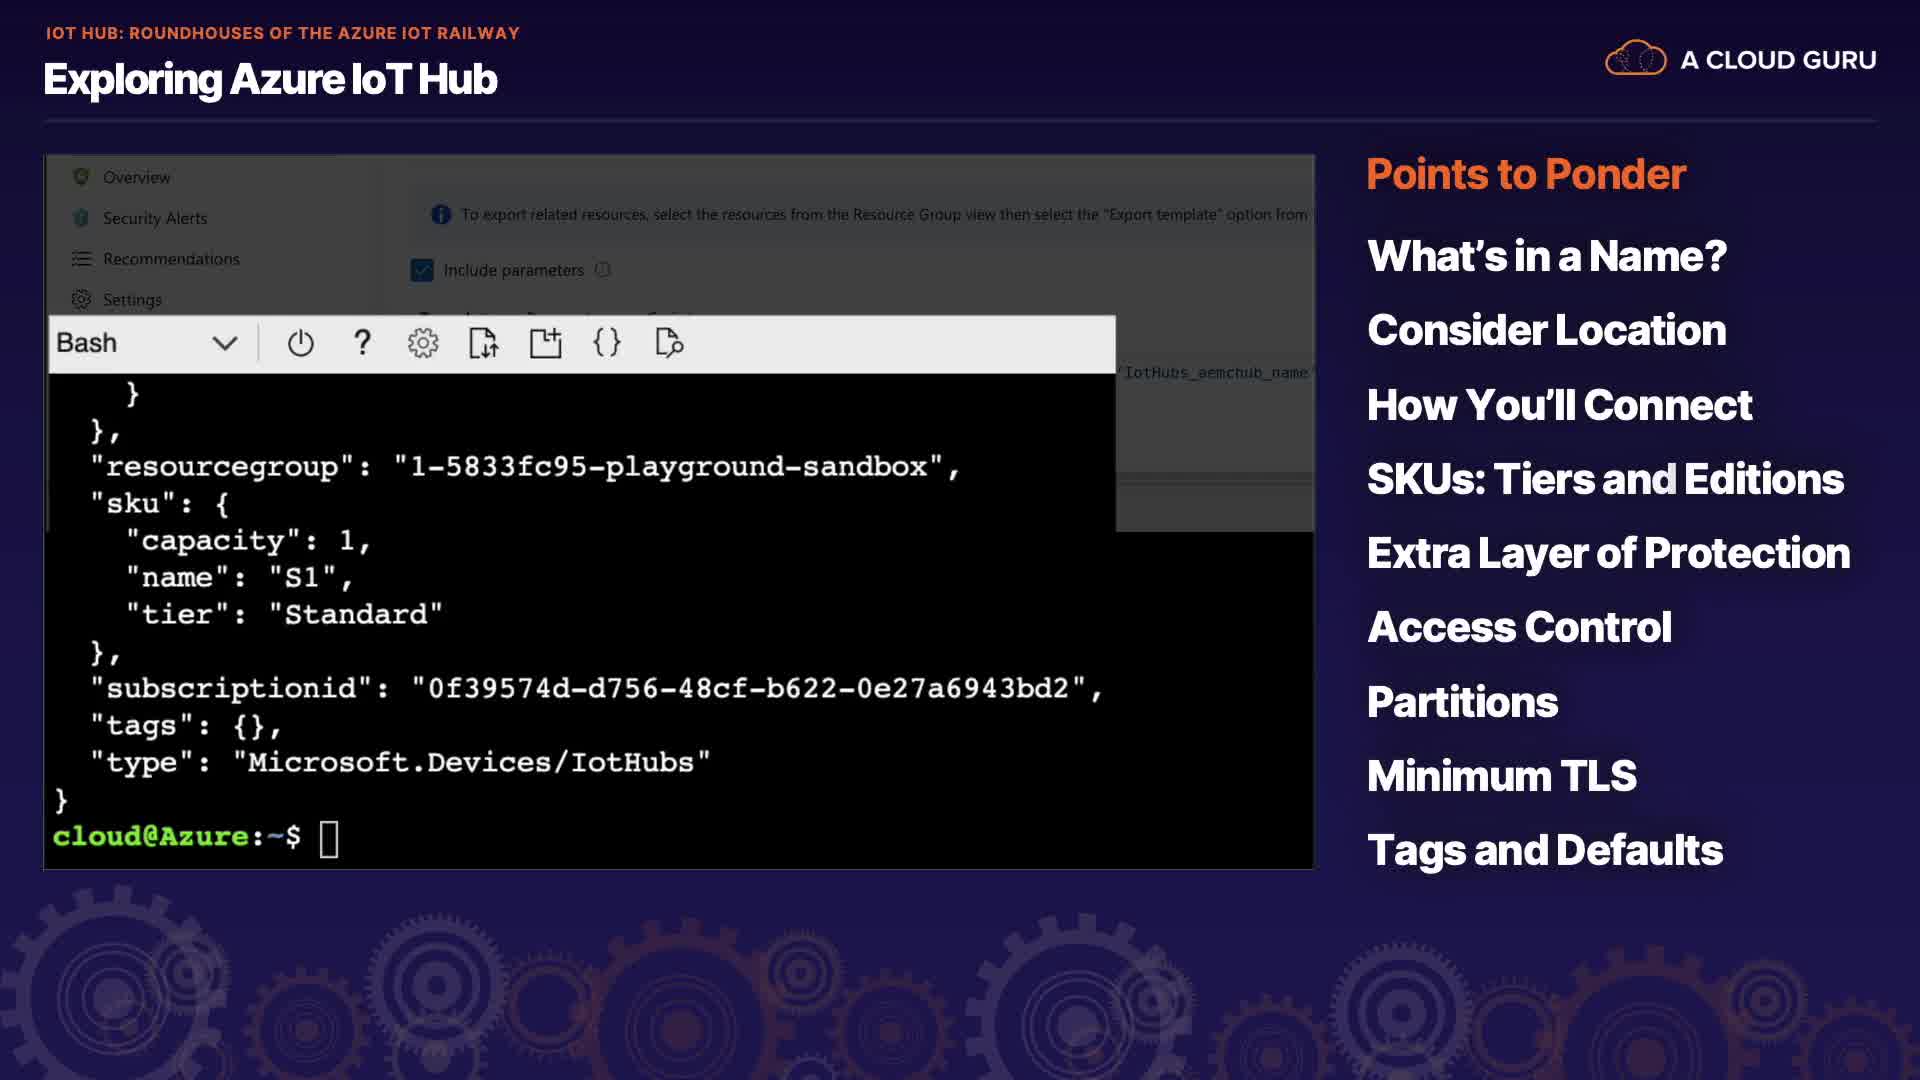 IOT HUB: ROUNDHOUSES OF THE AZURE IOT RAILWAY
Exploring Azure IoT Hub
A CLOUD GURU
Overview
Security Alerts
Recommendations
Settings
To export related resources, select the resources from the Resource Group view then select the "Export template" option from
Include parameters
Bash
/IotHubs_aemchub_name'
}
},
"resourcegroup": "1-5833fc95-playground-sandbox",
"sku": {
"capacity": 1,
"name": "S1",
"tier": "Standard"
},
"subscriptionid": "0f39574d-d756-48cf-b622-0e27a6943bd2",
"tags": {},
"type": "Microsoft.Devices/IotHubs"
}
cloud@Azure:~$
Points to Ponder
What's in a Name?
Consider Location
How You'll Connect
SKUs: Tiers and Editions
Extra Layer of Protection
Access Control
Partitions
Minimum TLS
Tags and Defaults